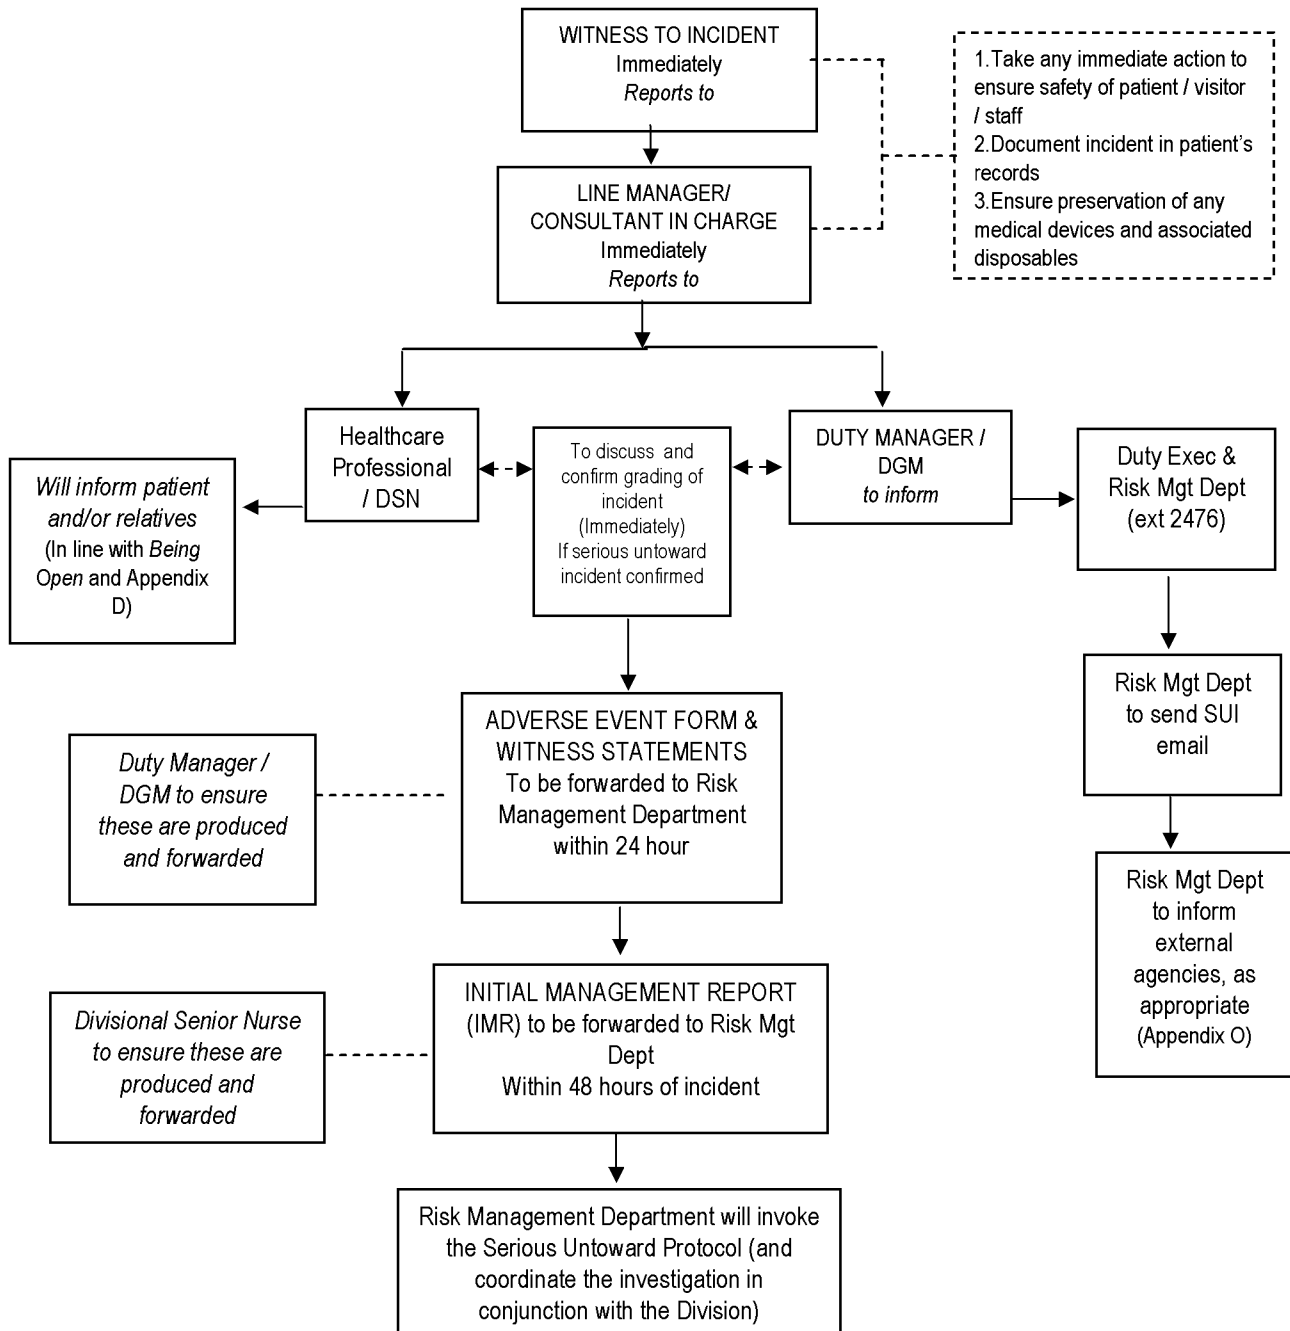 WITNESS TO INCIDENT
Immediately
Reports to
1.Take any immediate action to
ensure safety of patient / visitor
/ staff
2.Document incident in patient's
records
3.Ensure preservation of any
medical devices and associated
disposables
LINE MANAGER/
CONSULTANT IN CHARGE
Immediately
Reports to
Healthcare
Professional
/ DSN
To discuss and
confirm grading of
incident
(Immediately)
If serious untoward
incident confirmed
DUTY MANAGER /
DGM
to inform
Duty Exec &
Risk Mgt Dept
(ext 2476)
Will inform patient
and/or relatives
(In line with Being
Open and Appendix
D)
Risk Mgt Dept
to send SUI
email
ADVERSE EVENT FORM &
WITNESS STATEMENTS
To be forwarded to Risk
Management Department
within 24 hour
Duty Manager /
DGM to ensure
these are produced
and forwarded
Risk Mgt Dept
to inform
external
agencies, as
appropriate
(Appendix O)
INITIAL MANAGEMENT REPORT
(IMR) to be forwarded to Risk Mgt
Dept
Within 48 hours of incident
Divisional Senior Nurse
to ensure these are
produced and
forwarded
Risk Management Department will invoke
the Serious Untoward Protocol (and
coordinate the investigation in
conjunction with the Division)